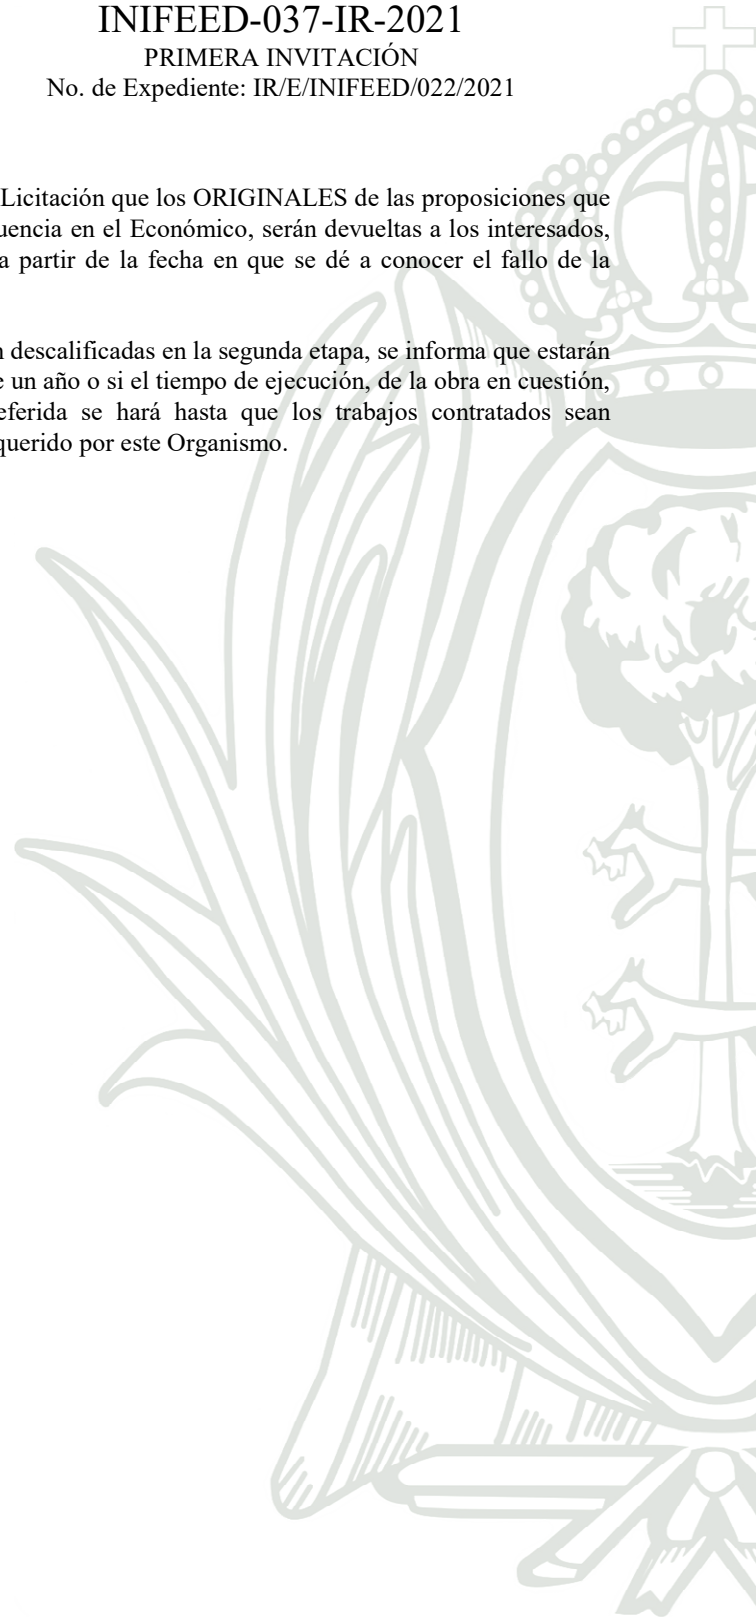 INIFEED-037-IR-2021
PRIMERA INVITACIÓN
No. de Expediente: IR/E/INIFEED/022/2021
Licitación que los ORIGINALES de las proposiciones que
en el Económico, serán devueltas a los interesados,
a partir de la fecha en que se dé a conocer el fallo de la
descalificadas en la segunda etapa, se informa que estarán
un año o si el tiempo de ejecución, de la obra en cuestión,
se hará hasta que los trabajos contratados sean
por este Organismo.